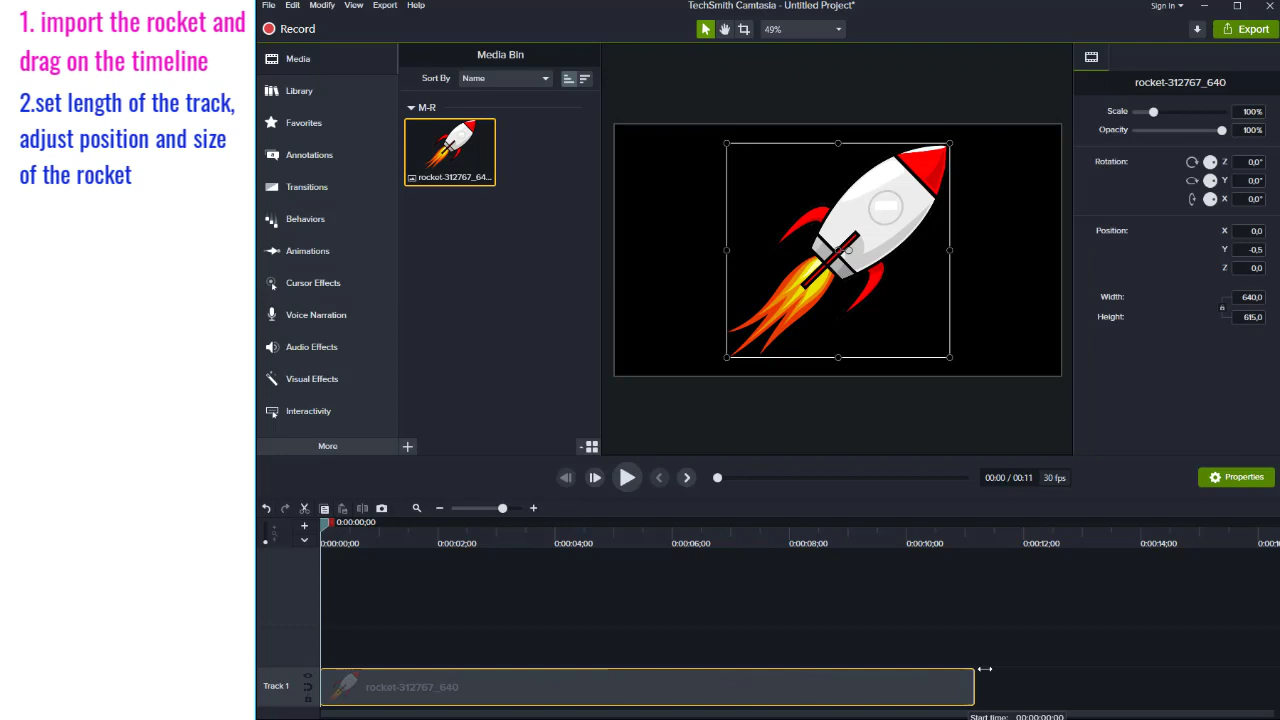 1. import the rocket and
drag on the timeline
2.set length of the track,
adjust position and size
of the rocket
File Edit Modify View Export Help
TechSmith Camtasia - Untitled Project*
Sign In
Record
49%
Export
Media
Library
Favorites
Annotations
Transitions
Behaviors
Animations
Cursor Effects
Voice Narration
Audio Effects
Visual Effects
Interactivity
More
Media Bin
Sort By Name
M-R
rocket-312767_64...
rocket-312767_640
Scale 100%
Opacity 100%
Rotation: Z 0,0°
Y 0,0°
X 0,0°
Position: X 0,0
Y -0,5
Z 0,0
Width: 640,0
Height: 615,0
00:00 / 00:11 30 fps
Properties
0:00:00;00
0:00:00;00 0:00:02;00 0:00:04;00 0:00:06;00 0:00:08;00 0:00:10;00 0:00:12;00 0:00:14;00
Track 1
rocket-312767_640
Start time: 00:00:00;00